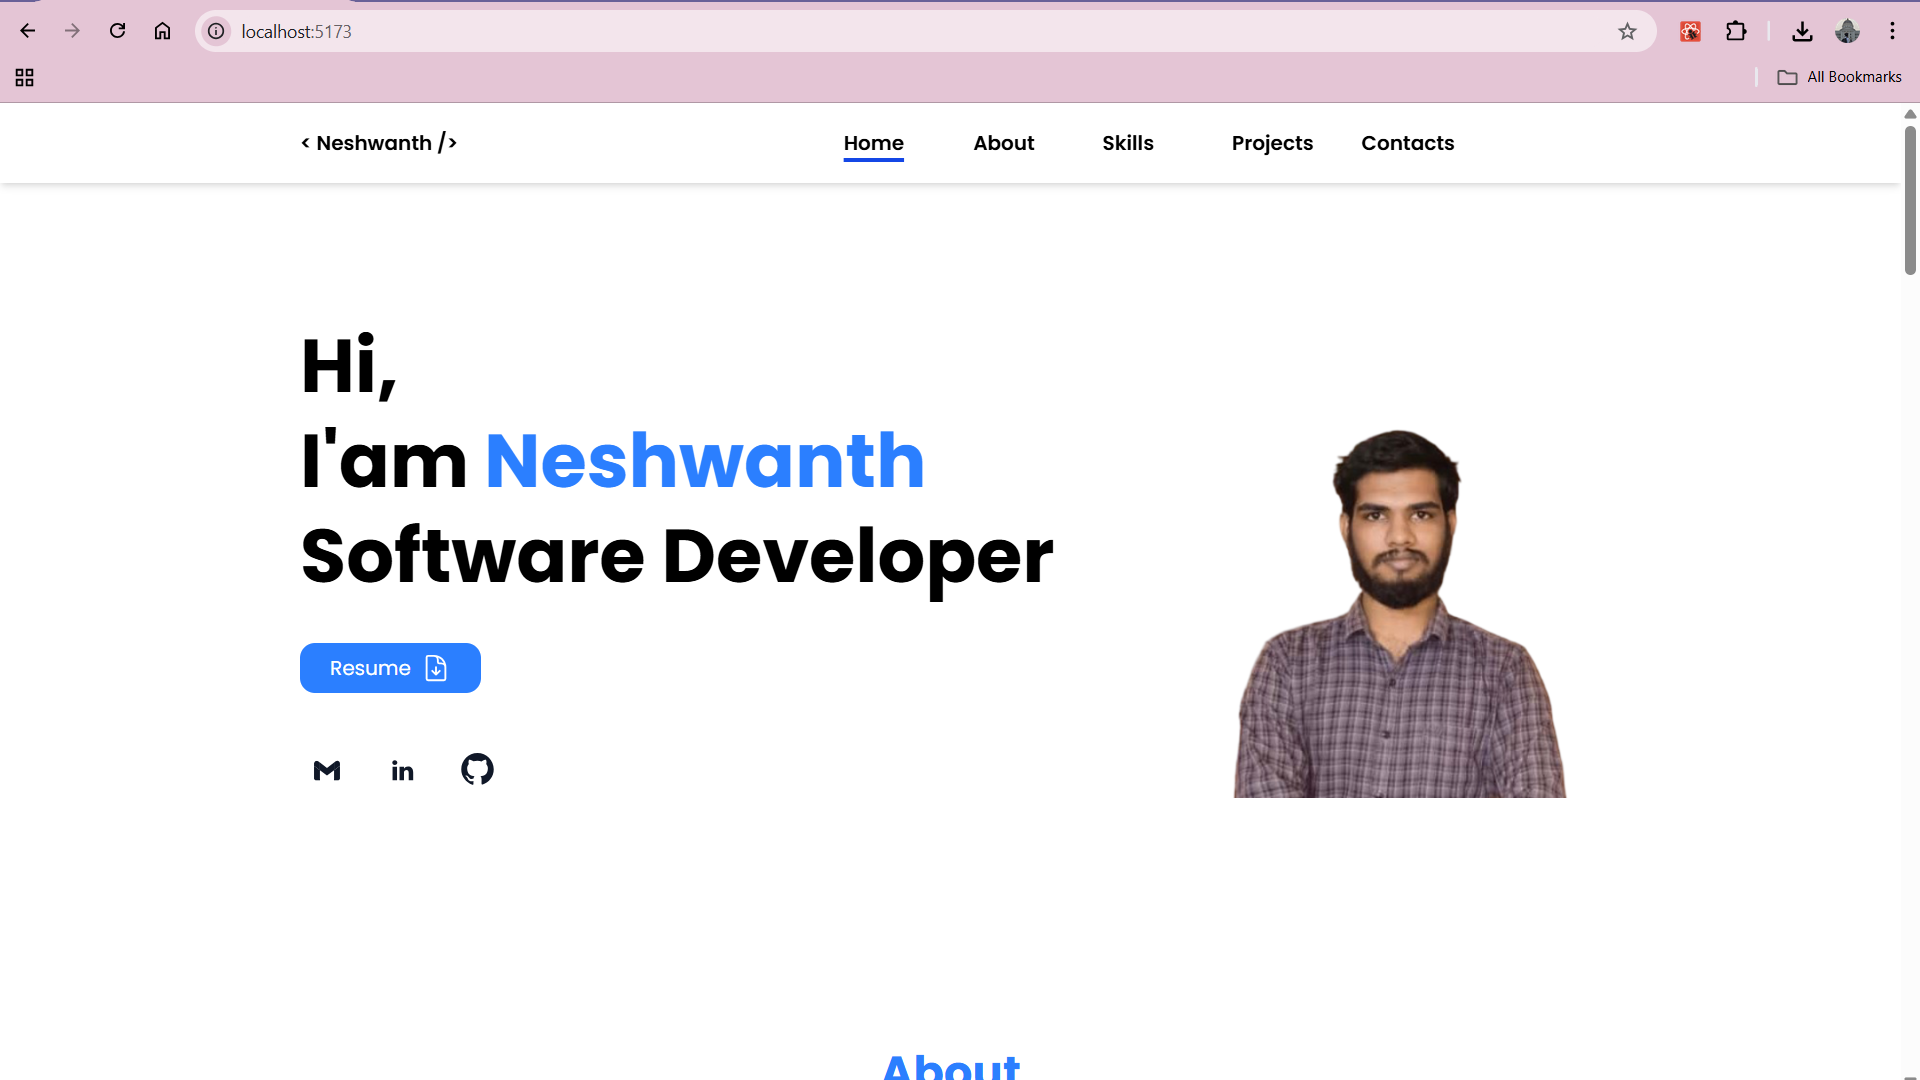 localhost:5173
All Bookmarks
< Neshwanth />
Home About Skills Projects Contacts
Hi,
I'am Neshwanth
Software Developer
Resume
in
About